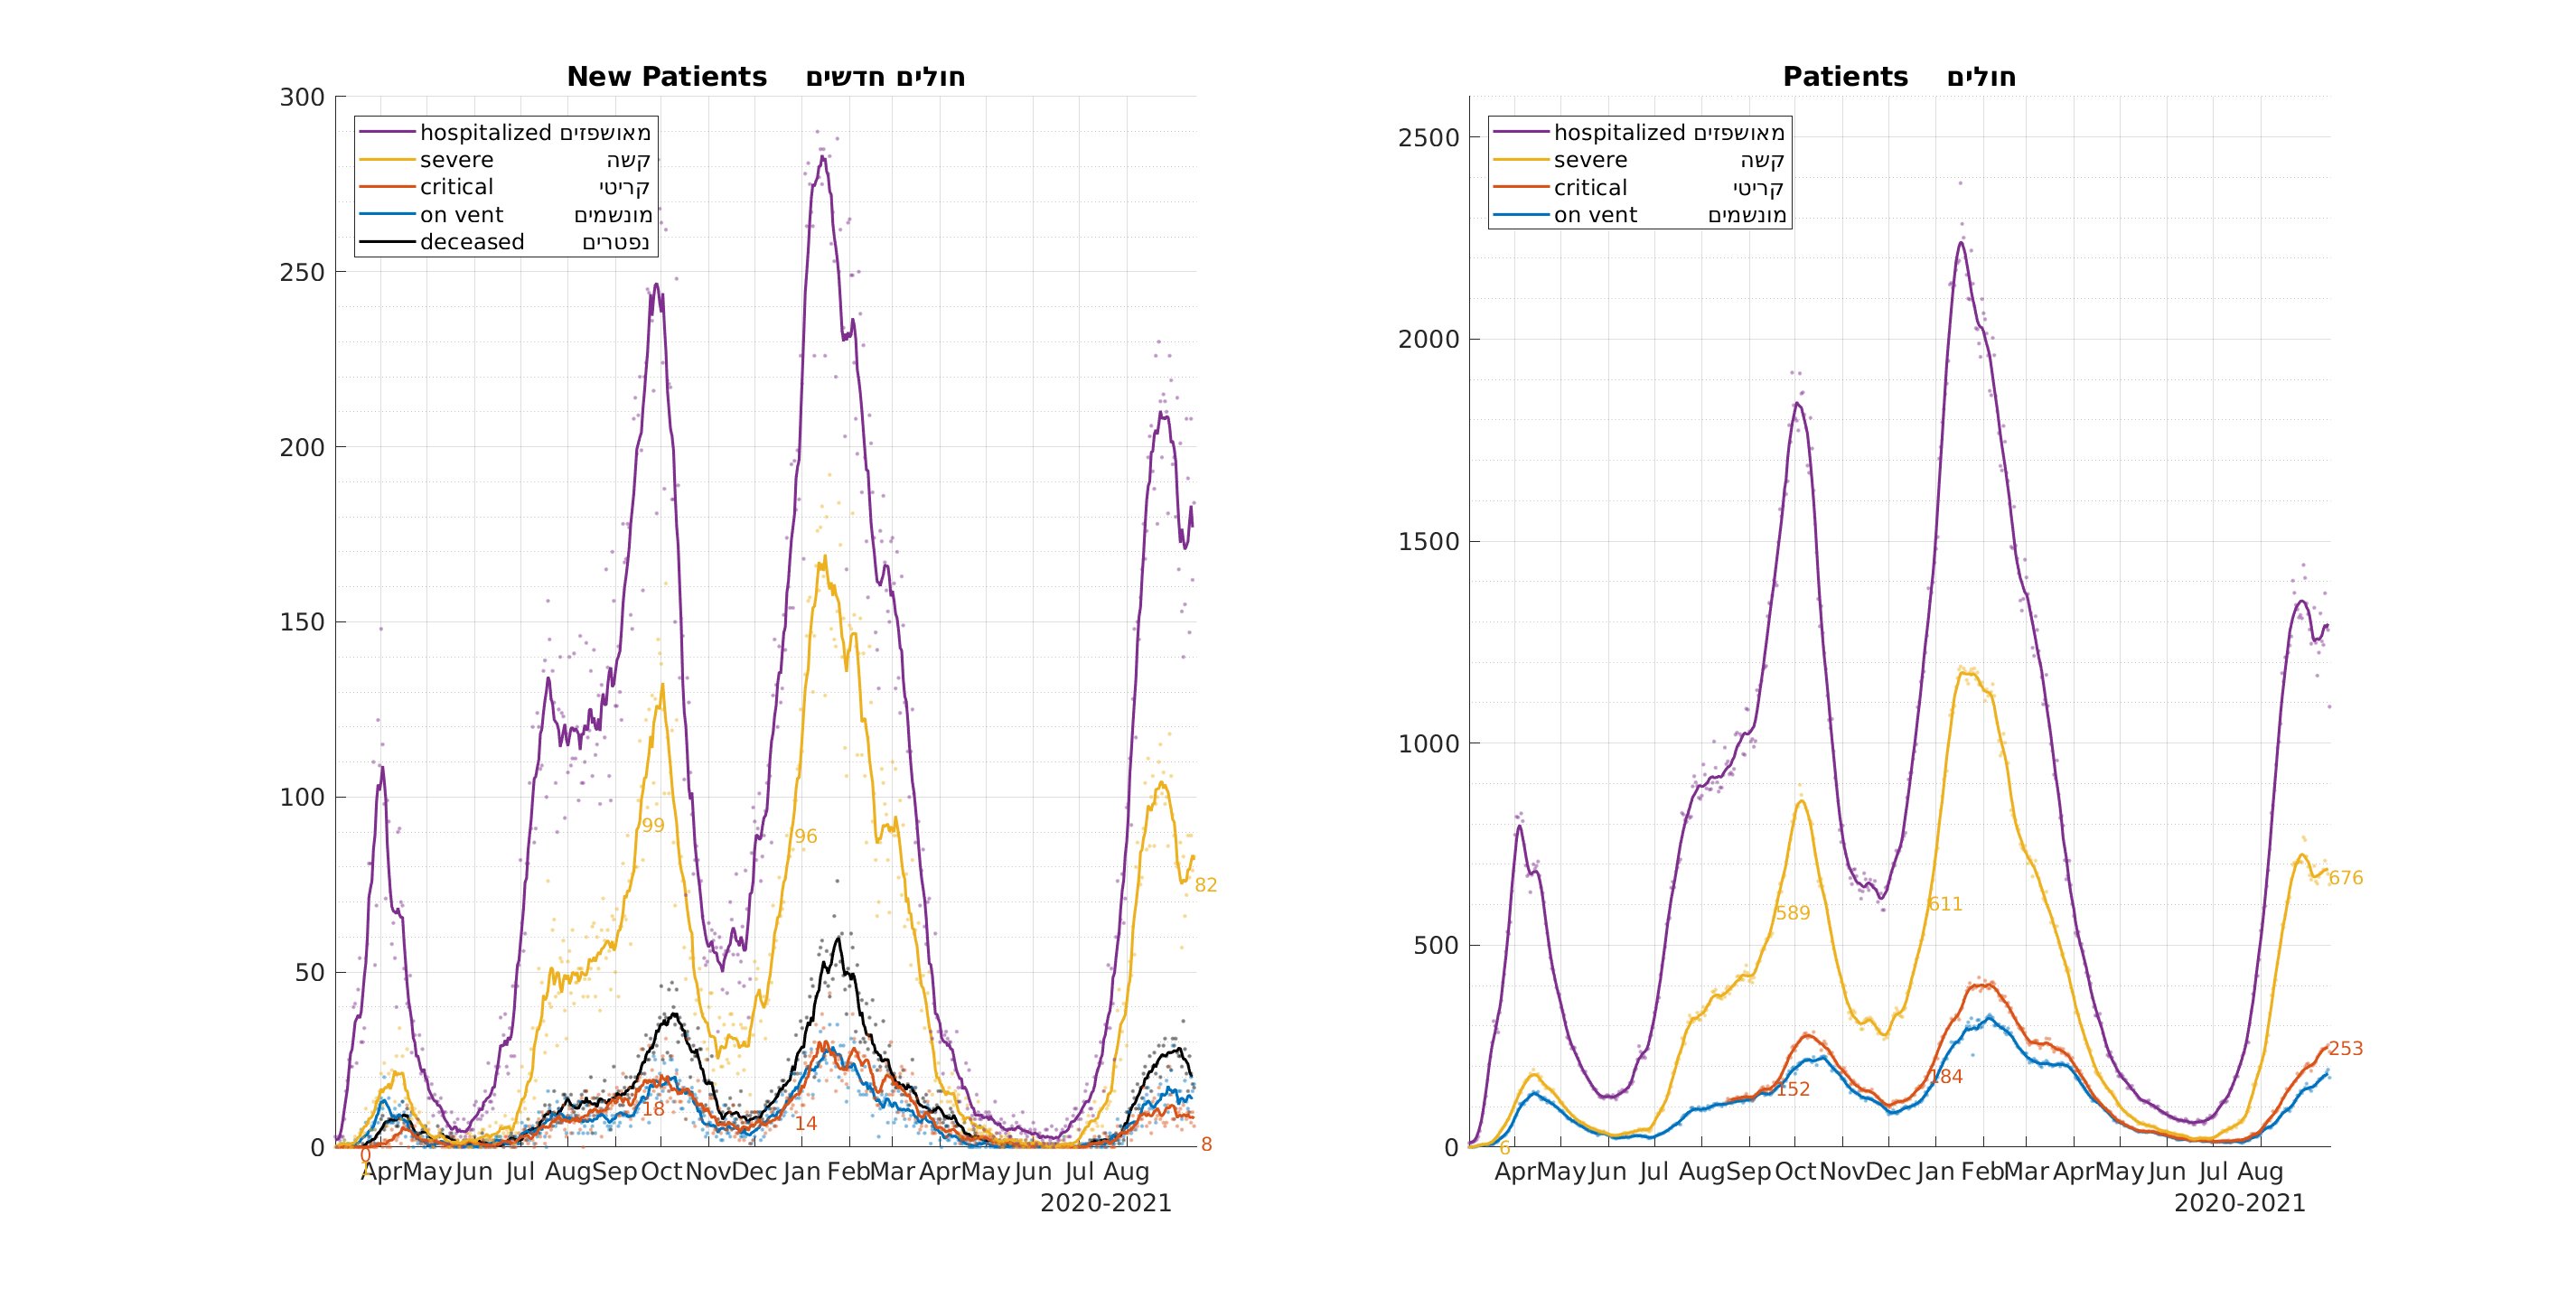 New Patients חולים חדשים
300
250
200
150
100
50
0
hospitalized מאושפזים
severe קשה
critical קריטי
on vent מונשמים
deceased נפטרים
99
96
82
18
14
8
0
1
Apr May Jun Jul Aug Sep Oct Nov Dec Jan Feb Mar Apr May Jun Jul Aug
2020-2021
Patients חולים
2500
2000
1500
1000
500
0
hospitalized מאושפזים
severe קשה
critical קריטי
on vent מונשמים
589
611
676
152
184
253
6
Apr May Jun Jul Aug Sep Oct Nov Dec Jan Feb Mar Apr May Jun Jul Aug
2020-2021